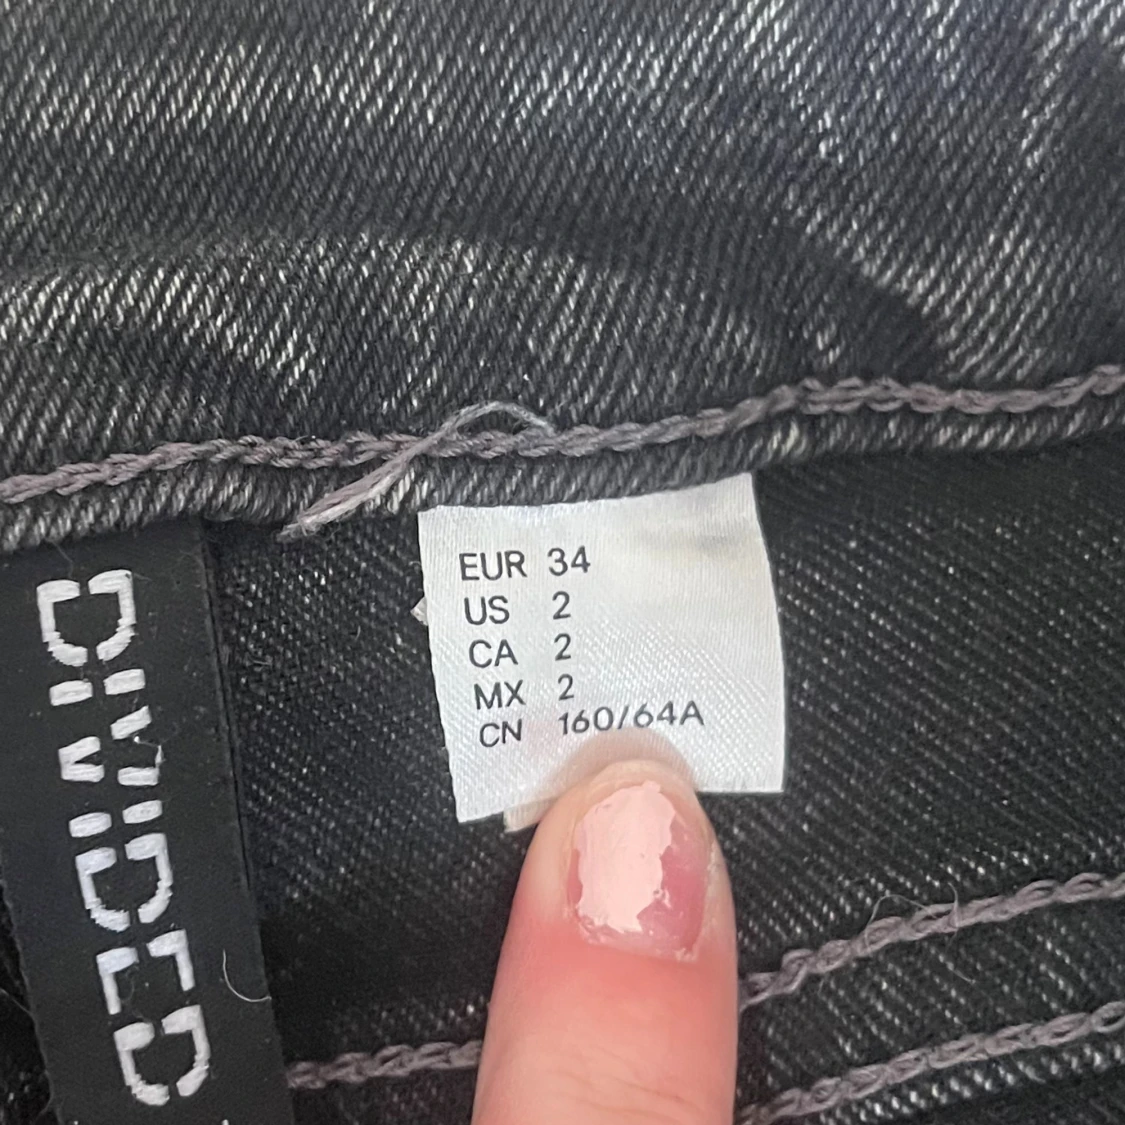 EUR 34
US 2
CA 2
MX 2
CN 160/64A
DIVIDED